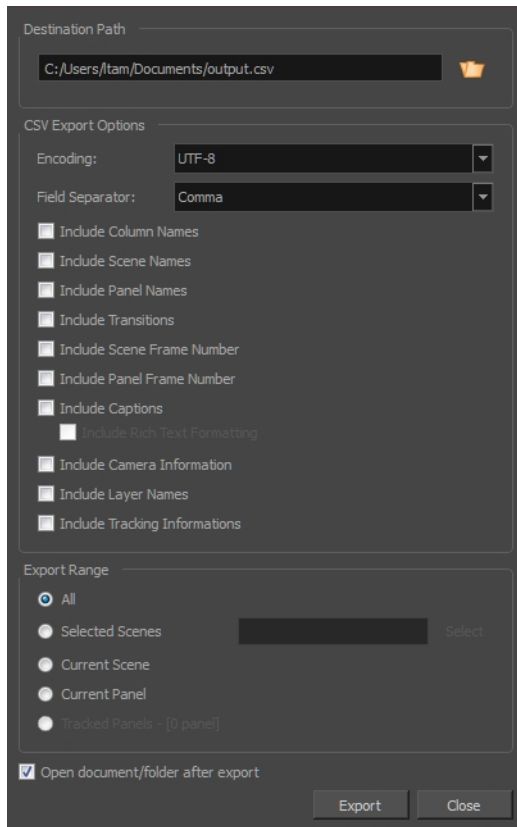 Destination Path
C:/Users/ltam/Documents/output.csv
CSV Export Options
Encoding: UTF-8
Field Separator: Comma
Include Column Names
Include Scene Names
Include Panel Names
Include Transitions
Include Scene Frame Number
Include Panel Frame Number
Include Captions
Include Rich Text Formatting
Include Camera Information
Include Layer Names
Include Tracking Informations
Export Range
All
Selected Scenes Select
Current Scene
Current Panel
Tracked Panels - [0 panel]
Open document/folder after export
Export Close